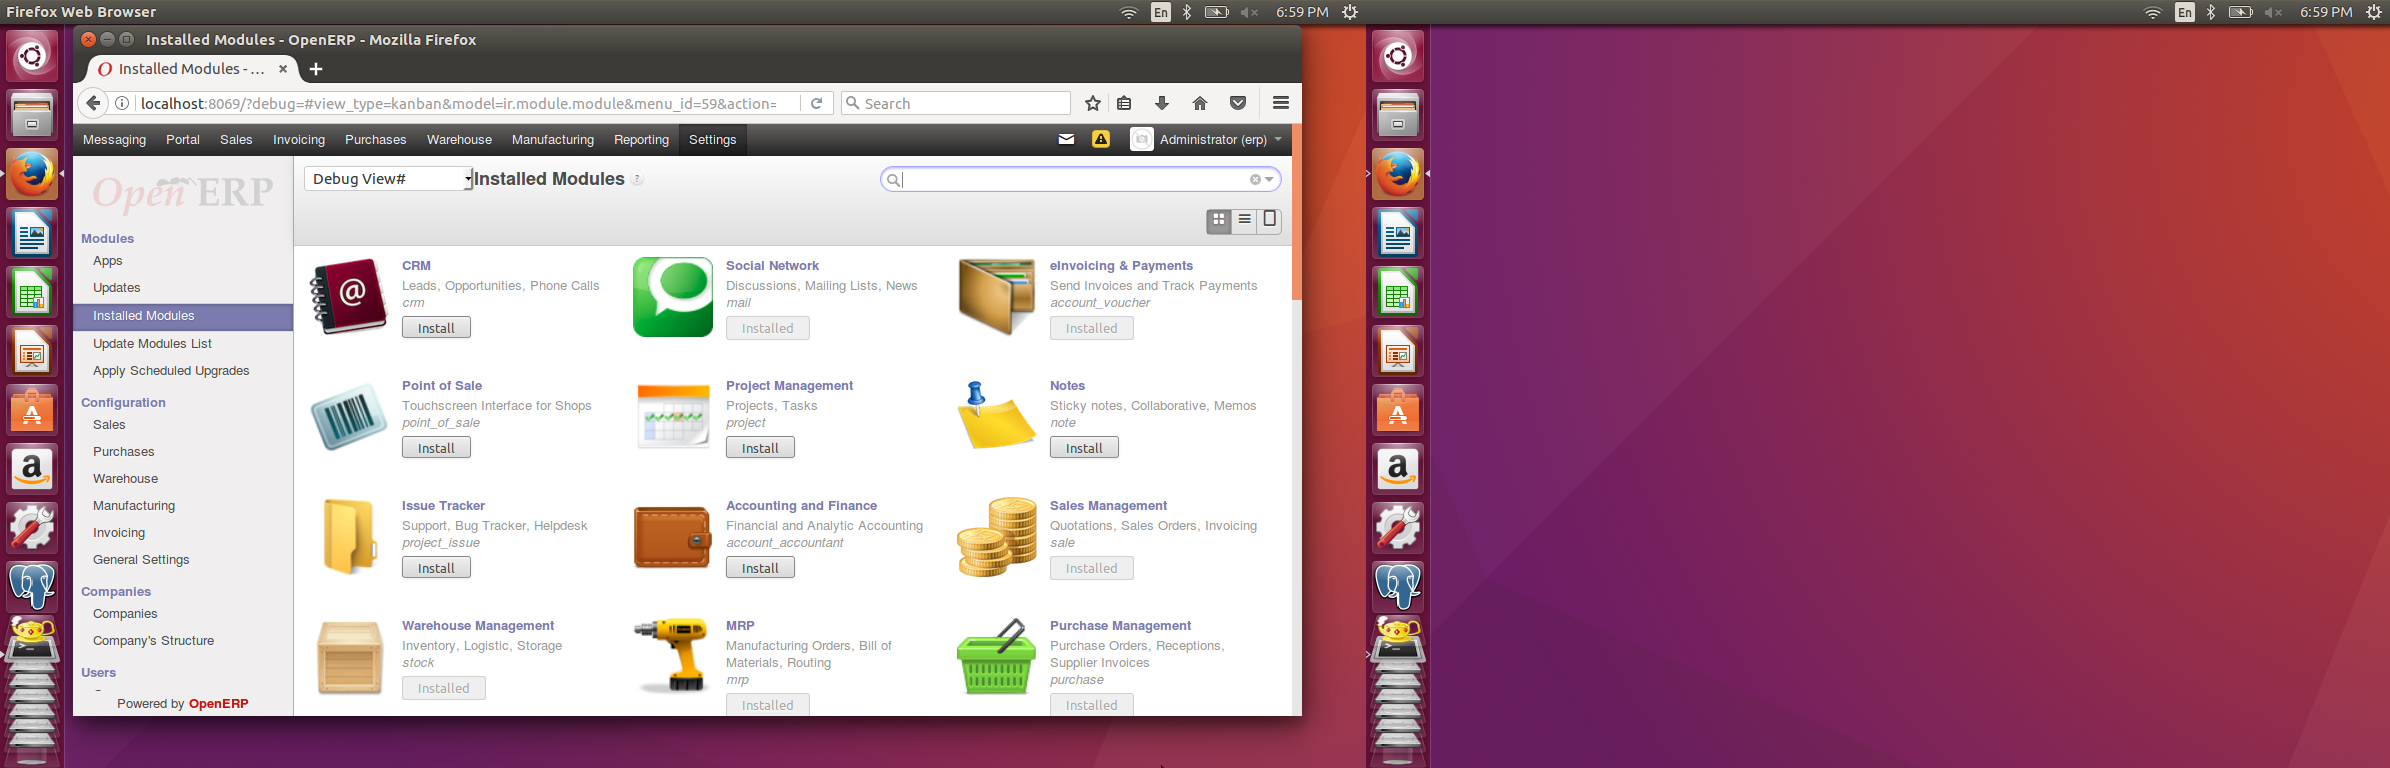 Firefox Web Browser
En
6:59 PM
En
6:59 PM
Installed Modules - OpenERP - Mozilla Firefox
Installed Modules - ...
localhost:8069/?debug=#view_type=kanban&model=ir.module.module&menu_id=59&action=
Search
Messaging Portal Sales Invoicing Purchases Warehouse Manufacturing Reporting Settings
Administrator (erp)
Open ERP
Debug View#
Installed Modules ?
Modules
Apps
Updates
Installed Modules
Update Modules List
Apply Scheduled Upgrades
Configuration
Sales
Purchases
Warehouse
Manufacturing
Invoicing
General Settings
Companies
Companies
Company's Structure
Users
Powered by OpenERP
CRM
Leads, Opportunities, Phone Calls
crm
Install
Social Network
Discussions, Mailing Lists, News
mail
Installed
eInvoicing & Payments
Send Invoices and Track Payments
account_voucher
Installed
Point of Sale
Touchscreen Interface for Shops
point_of_sale
Install
Project Management
Projects, Tasks
project
Install
Notes
Sticky notes, Collaborative, Memos
note
Install
Issue Tracker
Support, Bug Tracker, Helpdesk
project_issue
Install
Accounting and Finance
Financial and Analytic Accounting
account_accountant
Install
Sales Management
Quotations, Sales Orders, Invoicing
sale
Installed
Warehouse Management
Inventory, Logistic, Storage
stock
Installed
MRP
Manufacturing Orders, Bill of
Materials, Routing
mrp
Installed
Purchase Management
Purchase Orders, Receptions,
Supplier Invoices
purchase
Installed